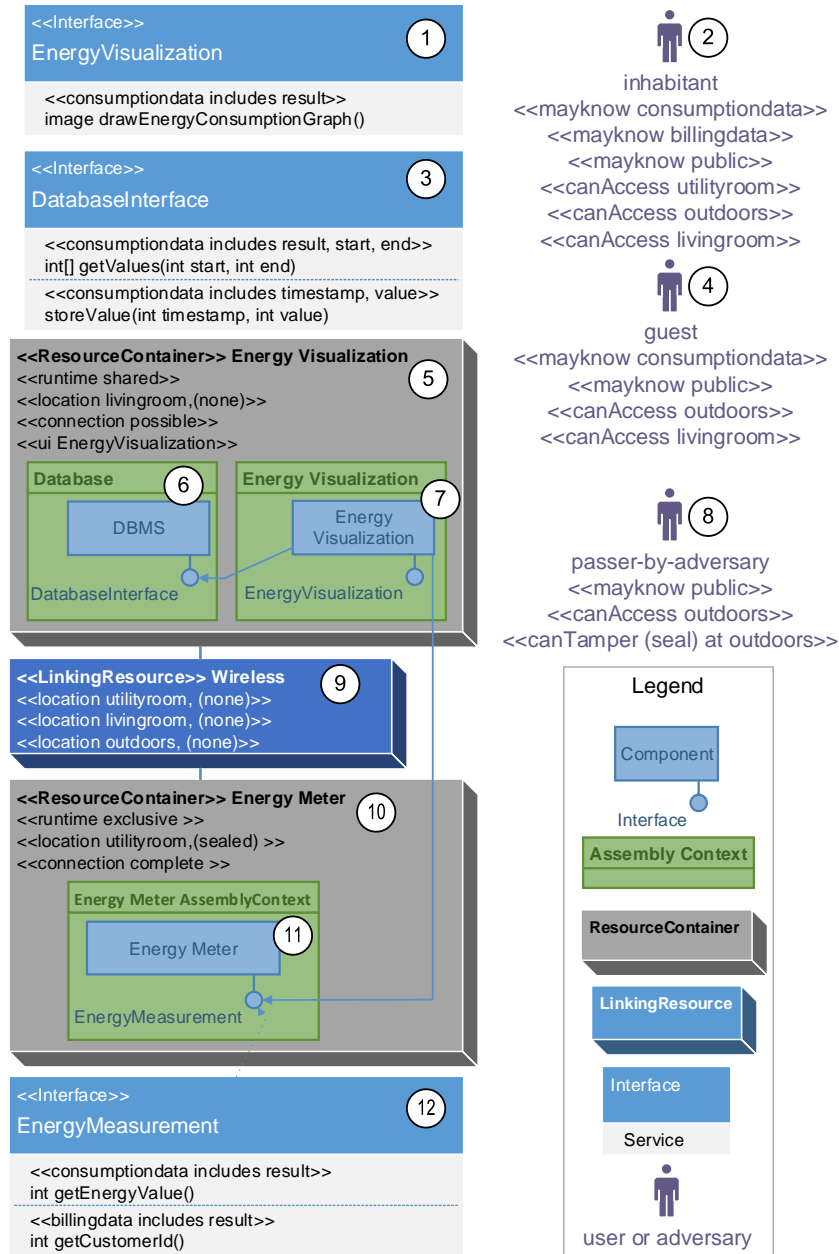 <<Interface>>
EnergyVisualization
1
<<consumptiondata includes result>>
image drawEnergyConsumptionGraph()
<<Interface>>
DatabaseInterface
3
<<consumptiondata includes result, start, end>>
int[] getValues(int start, int end)
<<consumptiondata includes timestamp, value>>
storeValue(int timestamp, int value)
<<ResourceContainer>> Energy Visualization
5
<<runtime shared>>
<<location livingroom,(none)>>
<<connection possible>>
<<ui EnergyVisualization>>
Database
6
DBMS
DatabaseInterface
Energy Visualization
7
Energy
Visualization
EnergyVisualization
<<LinkingResource>> Wireless
9
<<location utilityroom, (none)>>
<<location livingroom, (none)>>
<<location outdoors, (none)>>
<<ResourceContainer>> Energy Meter
10
<<runtime exclusive >>
<<location utilityroom,(sealed) >>
<<connection complete >>
Energy Meter AssemblyContext
11
Energy Meter
EnergyMeasurement
<<Interface>>
EnergyMeasurement
12
<<consumptiondata includes result>>
int getEnergyValue()
<<billingdata includes result>>
int getCustomerId()
2
inhabitant
<<mayknow consumptiondata>>
<<mayknow billingdata>>
<<mayknow public>>
<<canAccess utilityroom>>
<<canAccess outdoors>>
<<canAccess livingroom>>
4
guest
<<mayknow consumptiondata>>
<<mayknow public>>
<<canAccess outdoors>>
<<canAccess livingroom>>
8
passer-by-adversary
<<mayknow public>>
<<canAccess outdoors>>
<<canTamper (seal) at outdoors>>
Legend
Component
Interface
Assembly Context
ResourceContainer
LinkingResource
Interface
Service
user or adversary